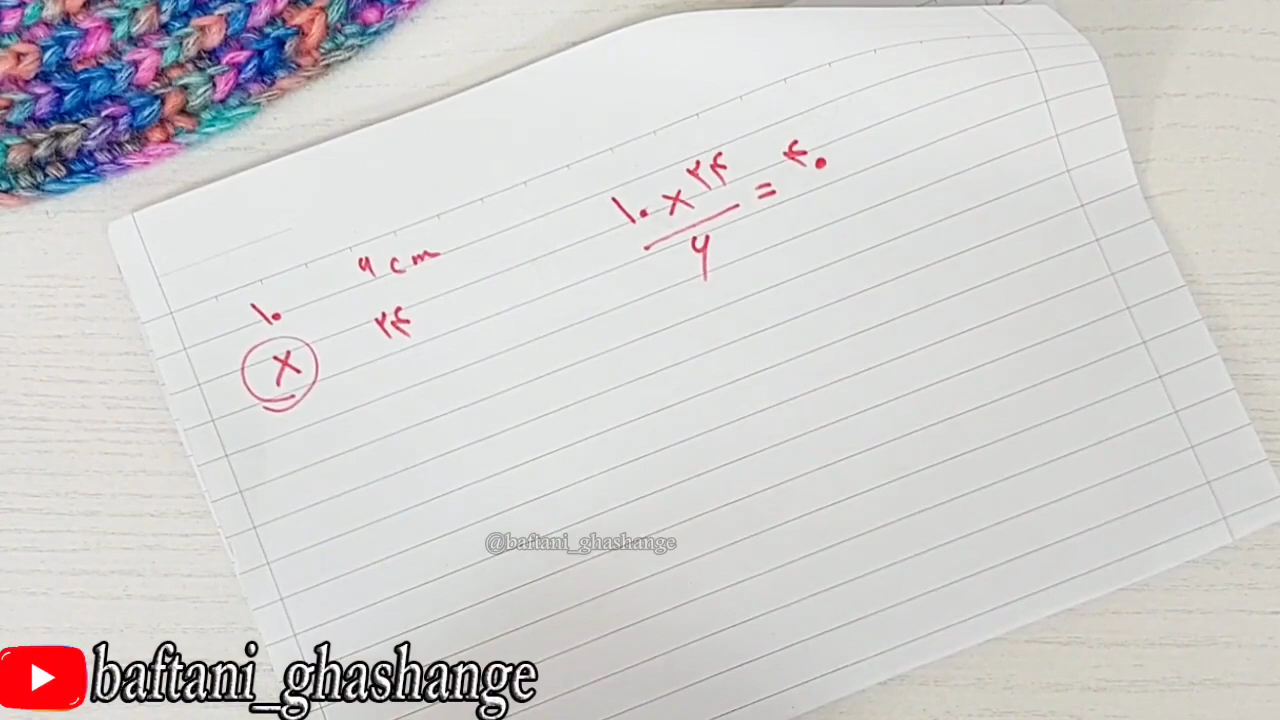 ۱۰ × ۲۴ = ۴۰
۶
۱۰ ۶ cm
x ۲۴
@baftani_ghashange
baftani_ghashange